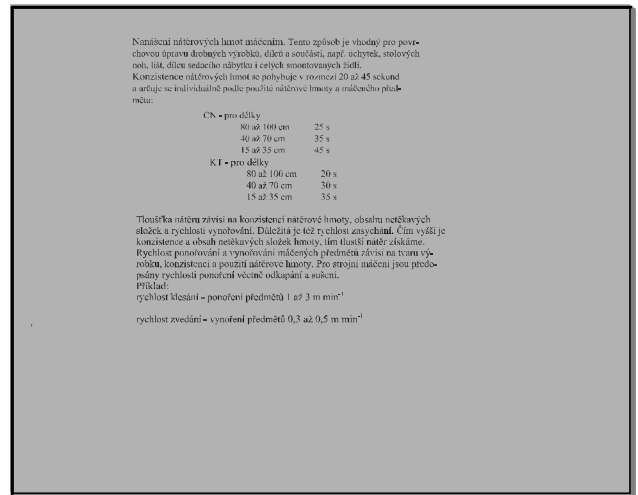 Nanášení nátěrových hmot máčením. Tento způsob je vhodný pro povr-
chovou úpravu drobných výrobků, dílců a součástí, např. úchytek, stolových
noh, lišt, dílcu sedacího nábytku i celých smontovaných židlí.
Konzistence nátěrových hmot se pohybuje v rozmezí 20 až 45 sekund
a určuje se individuálně podle použité nátěrové hmoty a máčeného před-
mětu:
CN - pro délky
80 až 100 cm 25 s
40 až 70 cm 35 s
15 až 35 cm 45 s
KT - pro délky
80 až 100 cm 20 s
40 až 70 cm 30 s
15 až 35 cm 35 s
Tloušťka nátěru závisí na konzistenci nátěrové hmoty, obsahu netěkavých
složek a rychlosti vynořování. Důležitá je též rychlost zasychání. Čím vyšší je
konzistence a obsah netěkavých složek hmoty, tím tlustší nátěr získáme.
Rychlost ponořování a vynořování máčených předmětů závisí na tvaru vý-
robku, konzistenci a použití nátěrové hmoty. Pro strojní máčení jsou přede-
psány rychlosti ponoření včetně odkapání a sušení.
Příklad:
rychlost klesání – ponoření předmětů 1 až 3 m min⁻¹
rychlost zvedání – vynoření předmětů 0,3 až 0,5 m min⁻¹